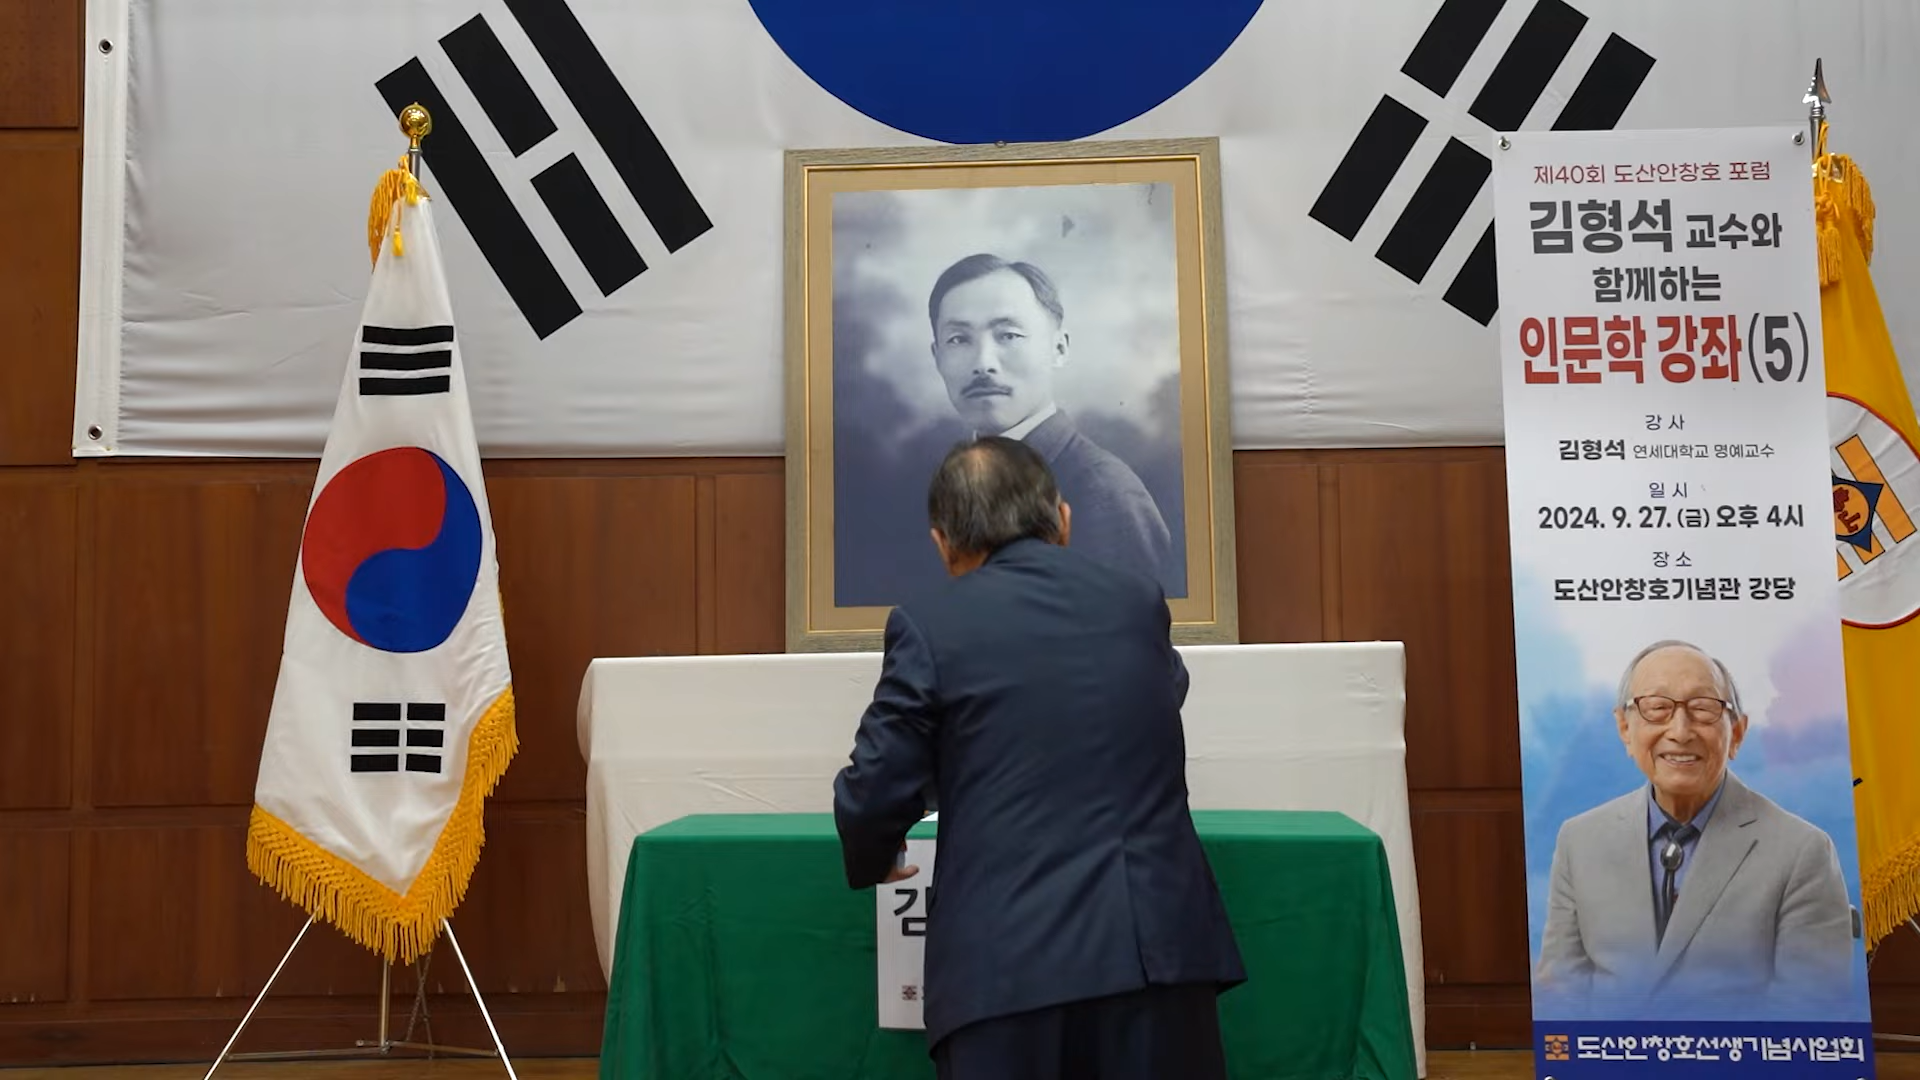 제40회 도산안창호 포럼
김형석 교수와
함께하는
인문학 강좌(5)
강 사
김형석 연세대학교 명예교수
일 시
2024. 9. 27. (금) 오후 4시
장 소
도산안창호기념관 강당
도산안창호선생기념사업회
김